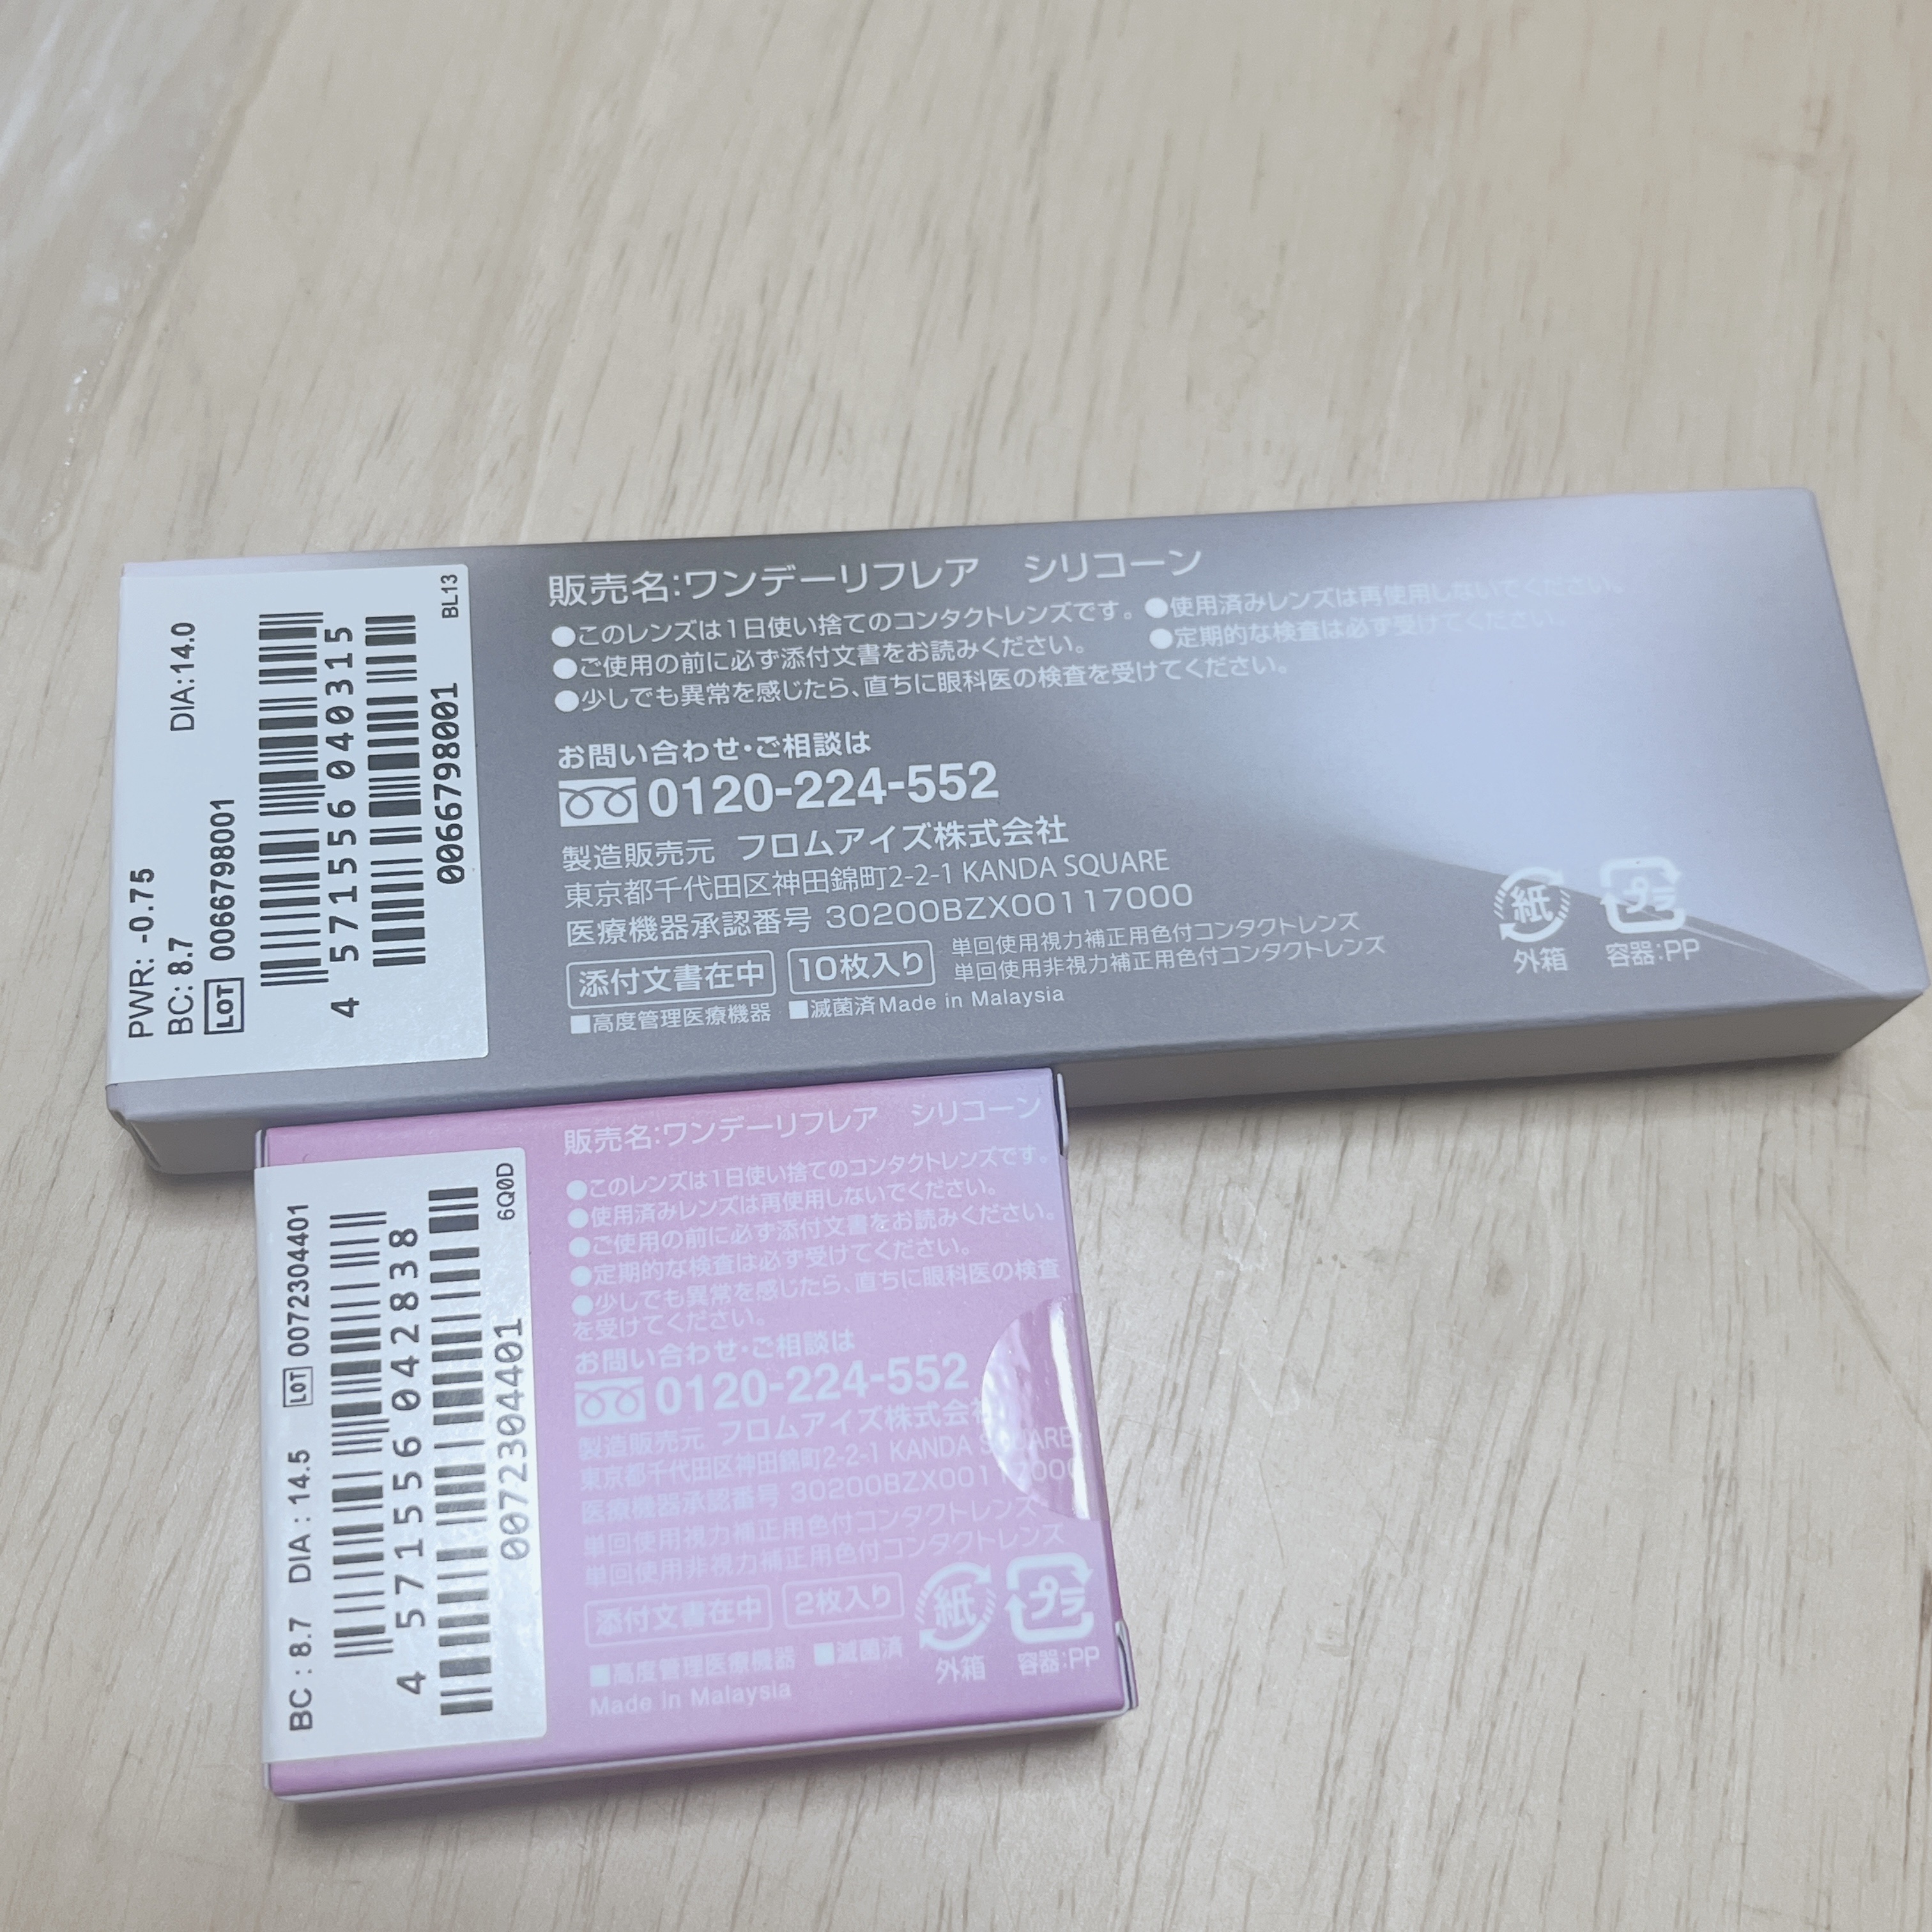 PWR: -0.75
BC: 8.7 DIA:14.0
LOT 0066798001
4 571556 040315
0066798001
BL13
販売名:ワンデーリフレア シリコーン
●このレンズは1日使い捨てのコンタクトレンズです。 ●使用済みレンズは再使用しないでください。
●ご使用の前に必ず添付文書をお読みください。 ●定期的な検査は必ず受けてください。
●少しでも異常を感じたら、直ちに眼科医の検査を受けてください。
お問い合わせ・ご相談は
0120-224-552
製造販売元 フロムアイズ株式会社
東京都千代田区神田錦町2-2-1 KANDA SQUARE
医療機器承認番号 30200BZX00117000
添付文書在中 10枚入り 単回使用視力補正用色付コンタクトレンズ
単回使用非視力補正用色付コンタクトレンズ
■高度管理医療機器 ■滅菌済 Made in Malaysia
紙 プラ
外箱 容器:PP
BC : 8.7 DIA : 14.5 LOT 0072304401
4 571556 042838
0072304401
6Q0D
販売名:ワンデーリフレア シリコーン
●このレンズは1日使い捨てのコンタクトレンズです。
●使用済みレンズは再使用しないでください。
●ご使用の前に必ず添付文書をお読みください。
●定期的な検査は必ず受けてください。
●少しでも異常を感じたら、直ちに眼科医の検査
を受けてください。
お問い合わせ・ご相談は
0120-224-552
製造販売元 フロムアイズ株式会社
東京都千代田区神田錦町2-2-1 KANDA SQUARE
医療機器承認番号 30200BZX00117000
単回使用視力補正用色付コンタクトレンズ
単回使用非視力補正用色付コンタクトレンズ
添付文書在中 2枚入り
■高度管理医療機器 ■滅菌済
Made in Malaysia
紙 プラ
外箱 容器:PP